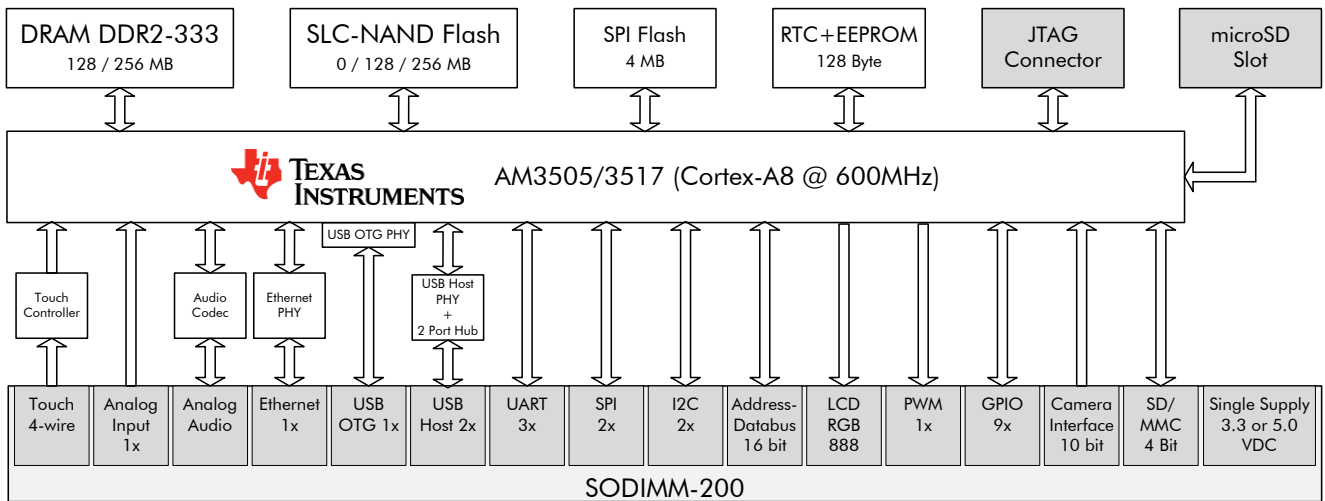 DRAM DDR2-333
128 / 256 MB
SLC-NAND Flash
0 / 128 / 256 MB
SPI Flash
4 MB
RTC+EEPROM
128 Byte
JTAG
Connector
microSD
Slot
TEXAS
INSTRUMENTS
AM3505/3517 (Cortex-A8 @ 600MHz)
USB OTG PHY
Touch
Controller
Audio
Codec
Ethernet
PHY
USB Host
PHY
+
2 Port Hub
Touch
4-wire
Analog
Input
1x
Analog
Audio
Ethernet
1x
USB
OTG 1x
USB
Host 2x
UART
3x
SPI
2x
I2C
2x
Address-
Databus
16 bit
LCD
RGB
888
PWM
1x
GPIO
9x
Camera
Interface
10 bit
SD/
MMC
4 Bit
Single Supply
3.3 or 5.0
VDC
SODIMM-200